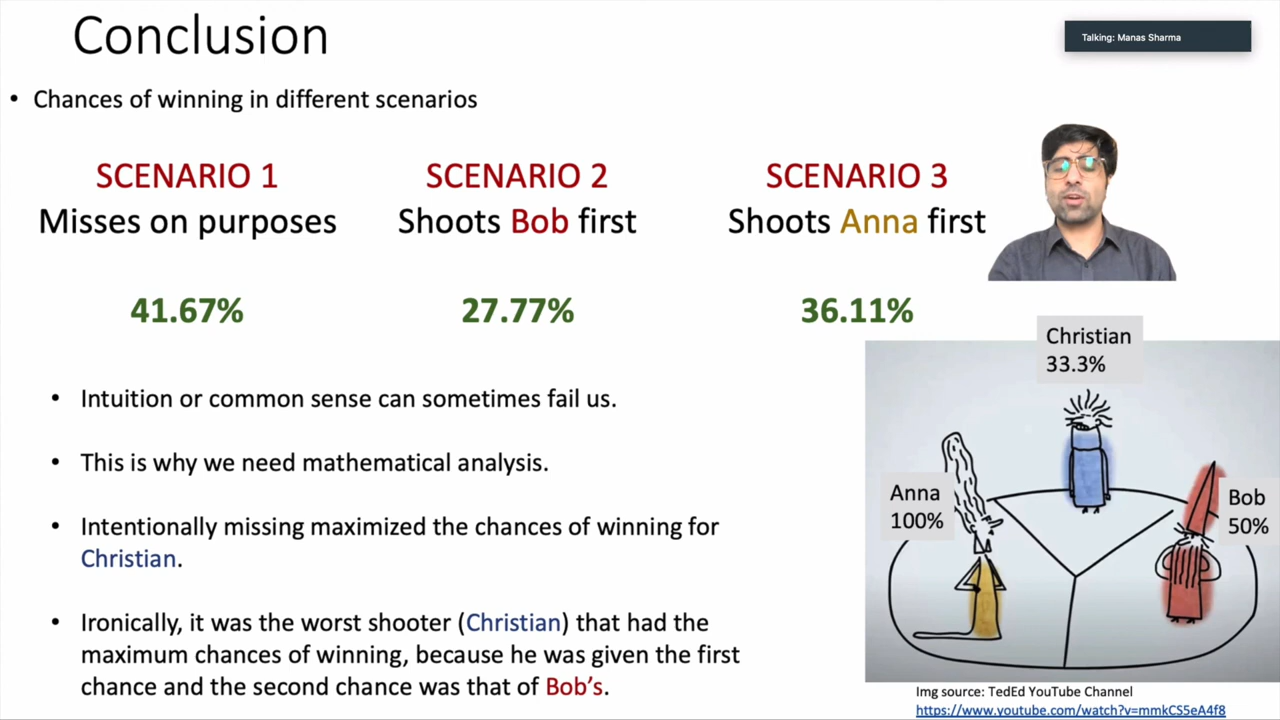 Conclusion
Talking: Manas Sharma
• Chances of winning in different scenarios
SCENARIO 1
Misses on purposes
41.67%
SCENARIO 2
Shoots Bob first
27.77%
SCENARIO 3
Shoots Anna first
36.11%
• Intuition or common sense can sometimes fail us.
• This is why we need mathematical analysis.
• Intentionally missing maximized the chances of winning for
Christian.
• Ironically, it was the worst shooter (Christian) that had the
maximum chances of winning, because he was given the first
chance and the second chance was that of Bob's.
Christian
33.3%
Anna
100%
Bob
50%
Img source: TedEd YouTube Channel
https://www.youtube.com/watch?v=mmkCS5eA4f8